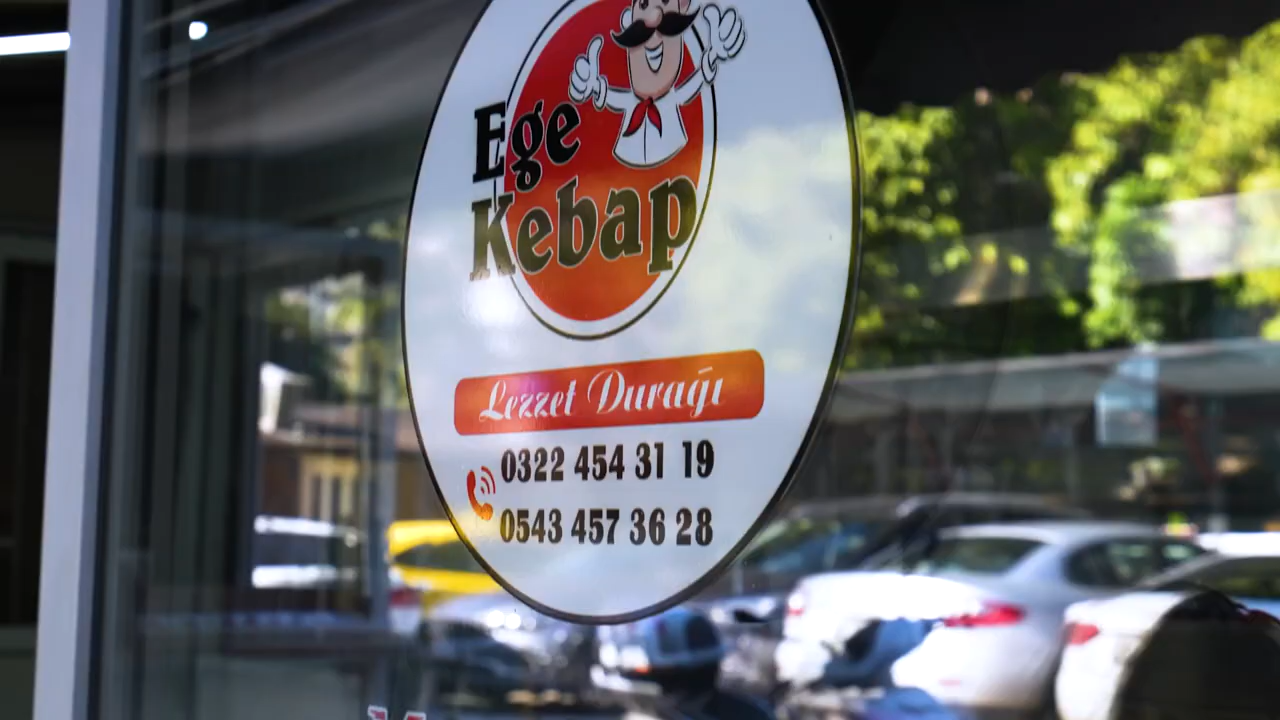 Ege
Kebap
Lezzet Durağı
0322 454 31 19
0543 457 36 28